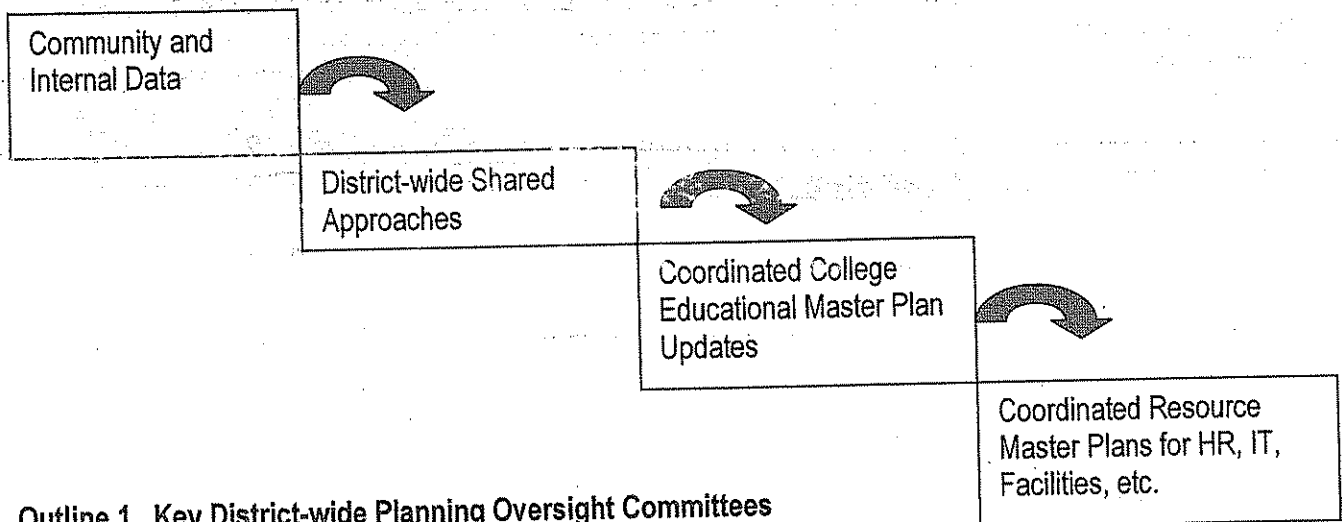 Community and
Internal Data
District-wide Shared
Approaches
Coordinated College
Educational Master Plan
Updates
Coordinated Resource
Master Plans for HR, IT,
Facilities, etc.
Outline 1. Key District-wide Planning Oversight Committees